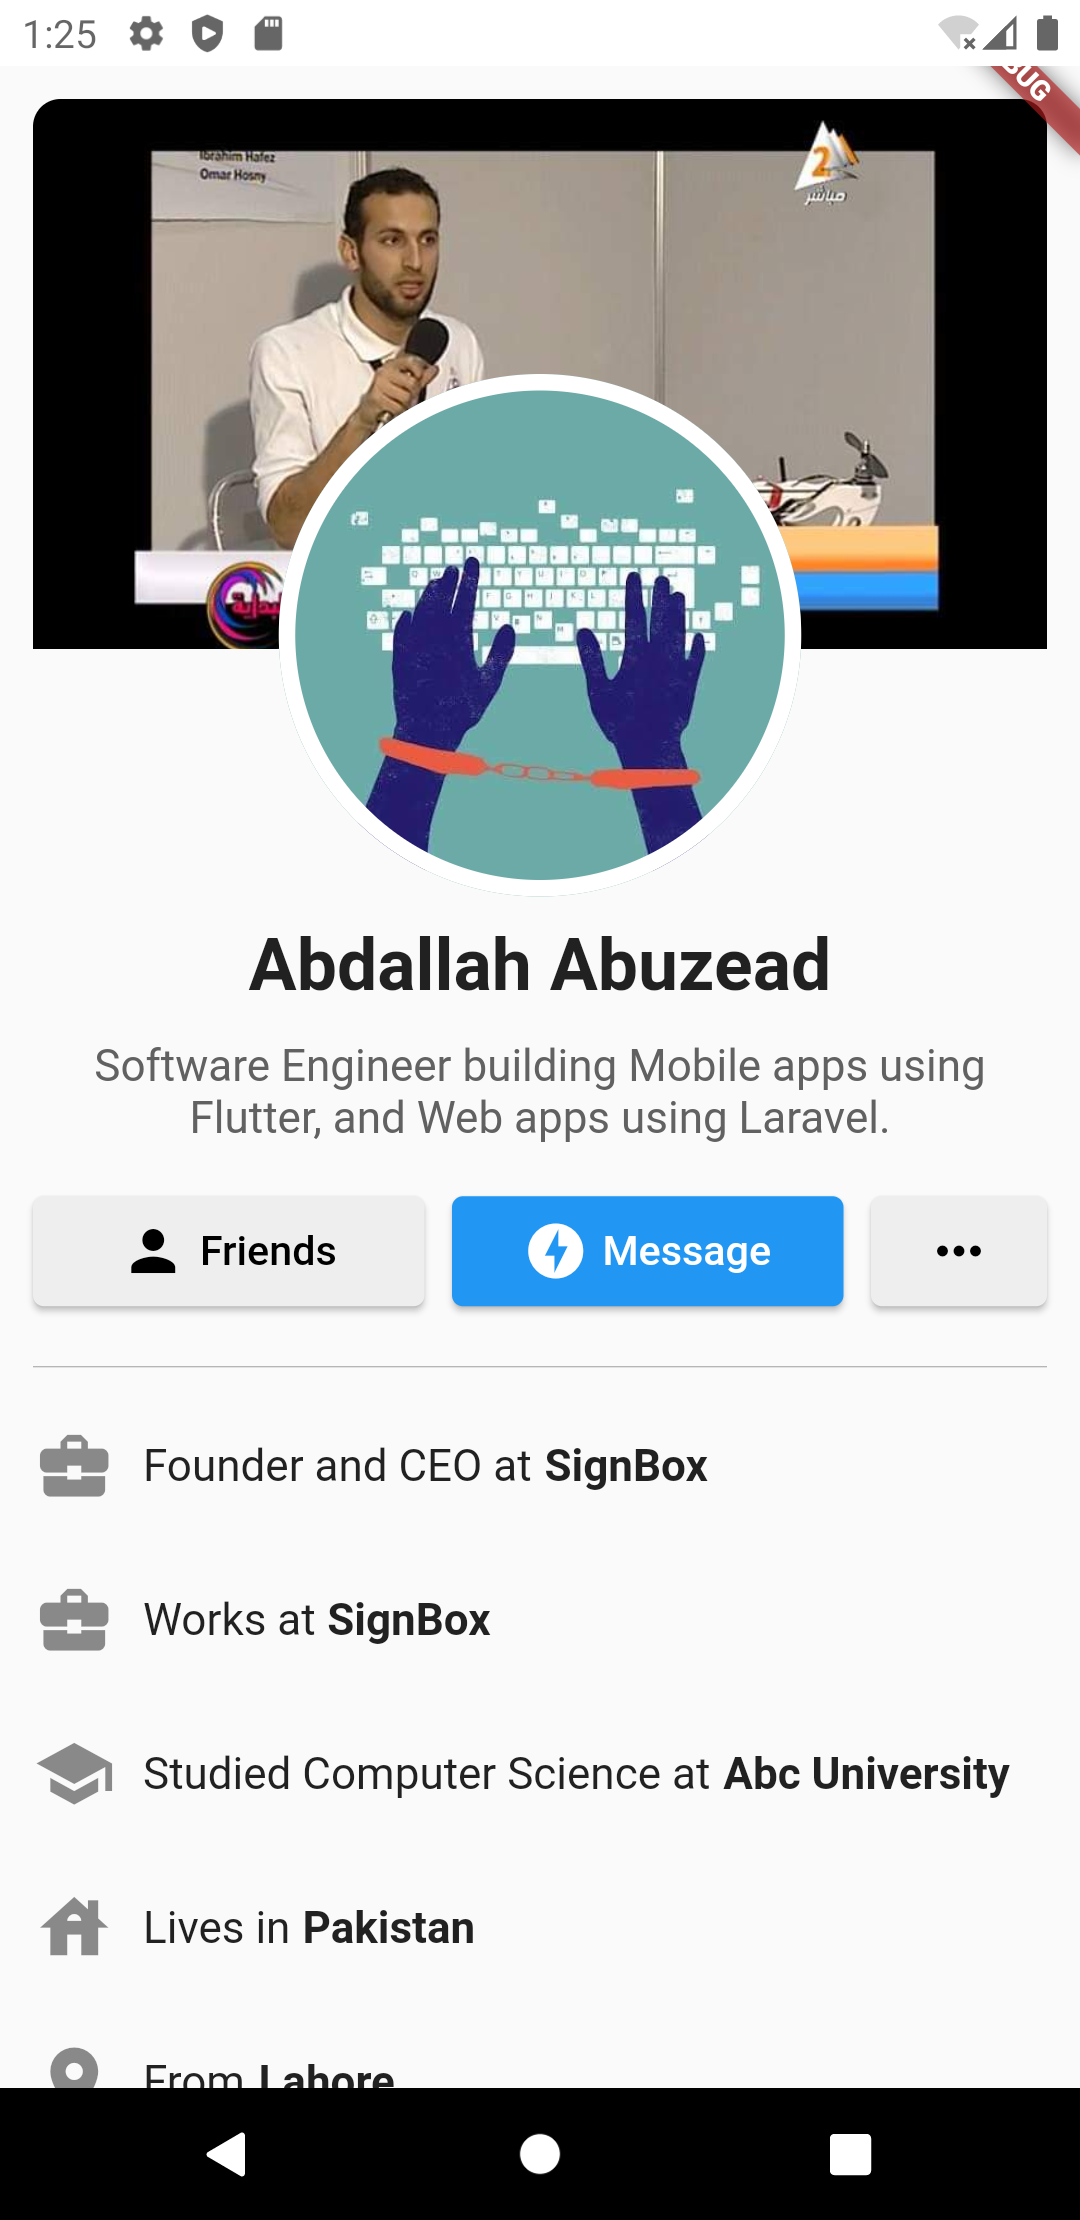 1:25
BUG
Ibrahim Hafez
Omar Hosny
2
مباشر
Abdallah Abuzead
Software Engineer building Mobile apps using
Flutter, and Web apps using Laravel.
Friends
Message
Founder and CEO at SignBox
Works at SignBox
Studied Computer Science at Abc University
Lives in Pakistan
From Lahore